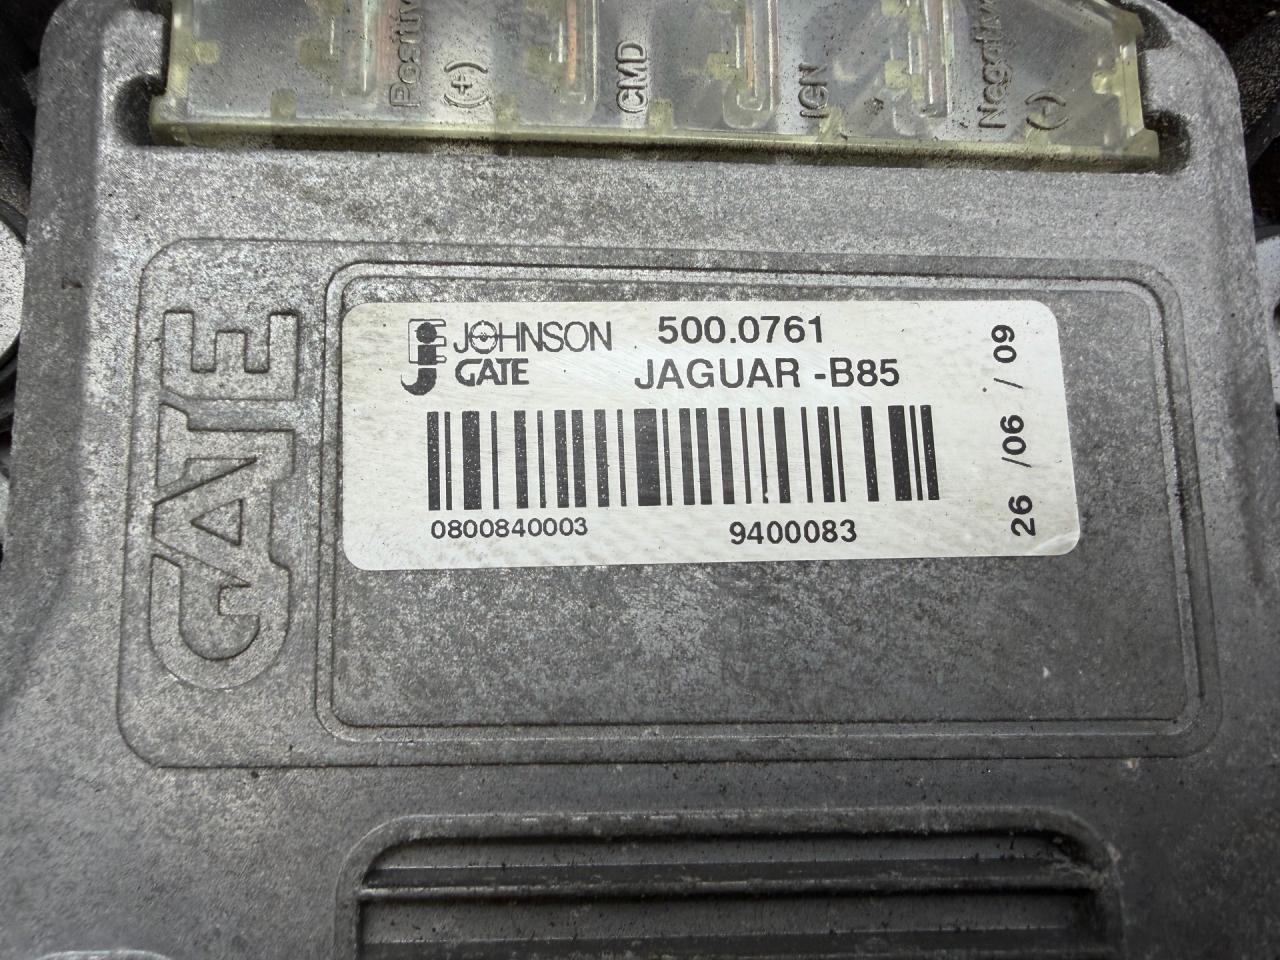 Positive
(+)
CMD
IGN
Negative
(-)
GATE
JOHNSON
GATE
500.0761
JAGUAR -B85
0800840003
9400083
26 /06 / 09